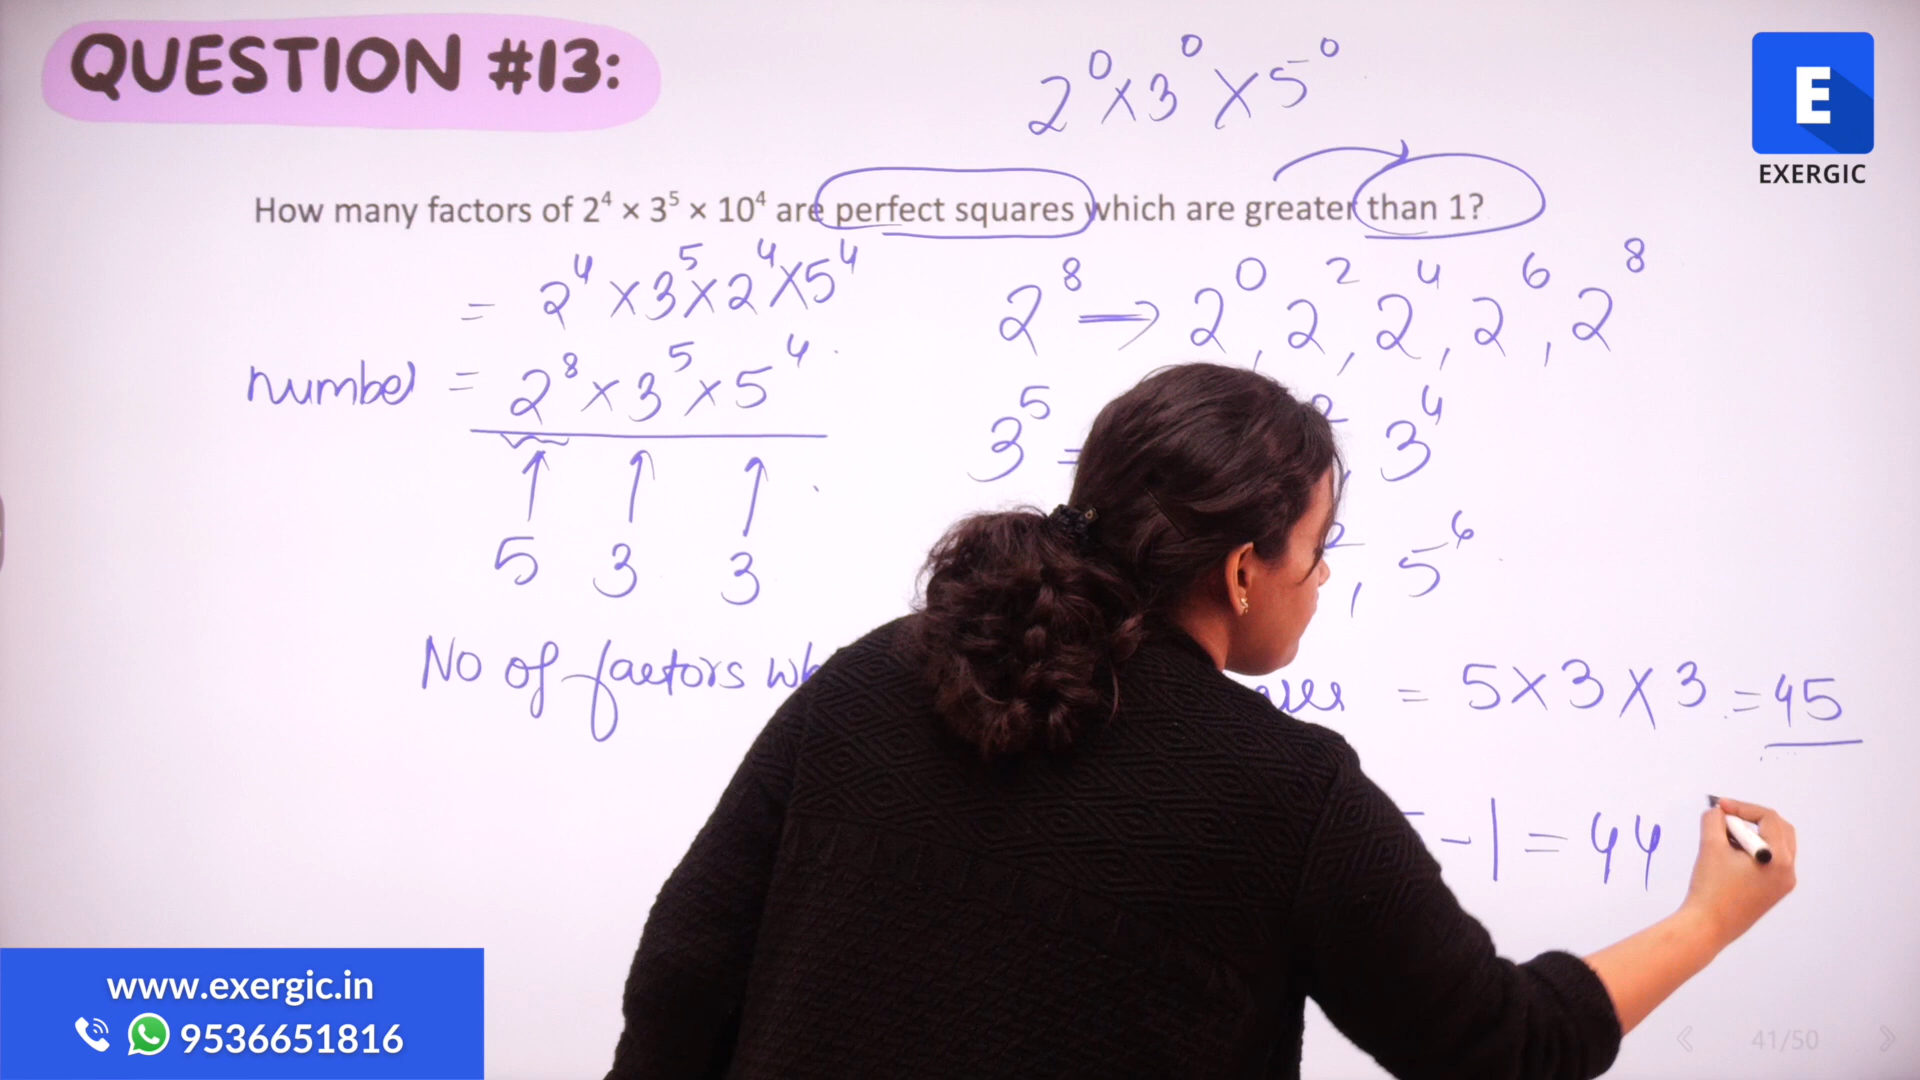 QUESTION #13:
2⁰ × 3⁰ × 5⁰
E
EXERGIC
How many factors of 2⁴ × 3⁵ × 10⁴ are perfect squares which are greater than 1?
= 2⁴ × 3⁵ × 2⁴ × 5⁴
number = 2⁸ × 3⁵ × 5⁴
5 3 3
2⁸ → 2⁰, 2², 2⁴, 2⁶, 2⁸
3⁵ = , 3⁴
, 5⁶
No of factors = 5 × 3 × 3 = 45
- 1 = 44
www.exergic.in
9536651816
41/50